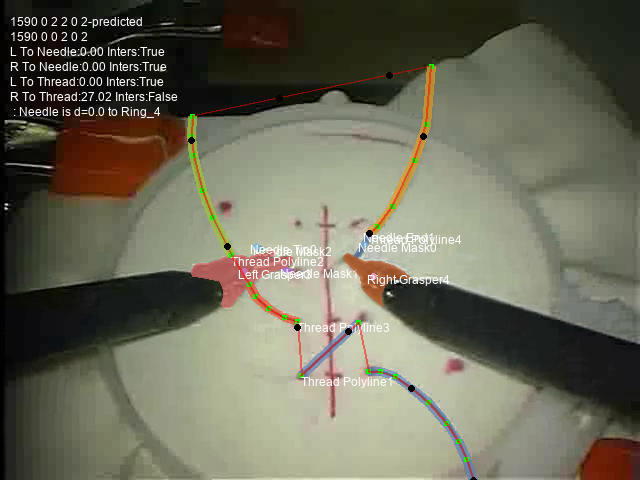 1590 0 2 2 0 2-predicted
1590 0 0 2 0 2
L To Needle:0.00 Inters:True
R To Needle:0.00 Inters:True
L To Thread:0.00 Inters:True
R To Thread:27.02 Inters:False
: Needle is d=0.0 to Ring_4
Thread Polyline4
Needle Mask2
Needle Mask0
Thread Polyline2
Left Grasper3
Needle Mask1
Right Grasper4
Thread Polyline3
Thread Polyline1